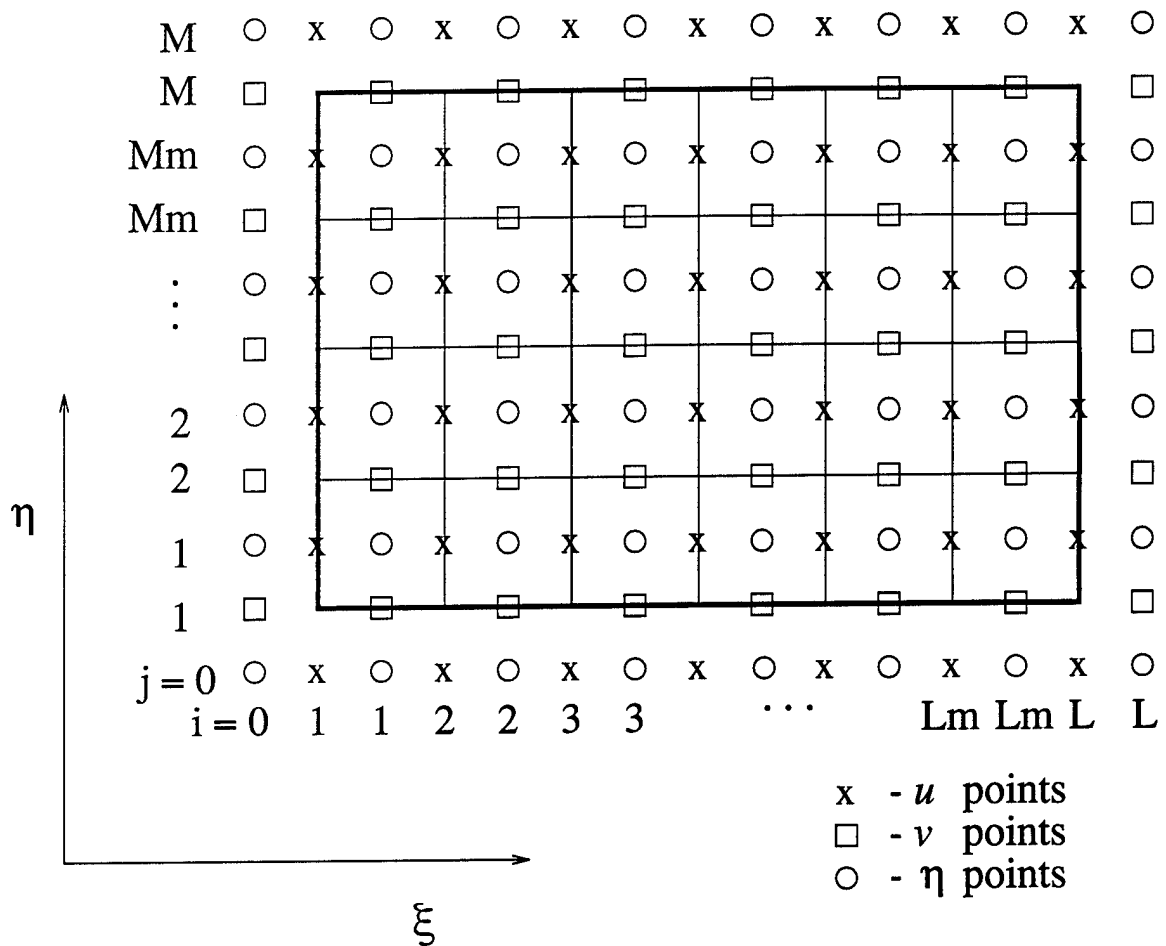 M
M
Mm
Mm
⋮
2
2
η
1
1
j = 0
i = 0 1 1 2 2 3 3 ··· Lm Lm L L
x - u points
□ - v points
○ - η points
ξ